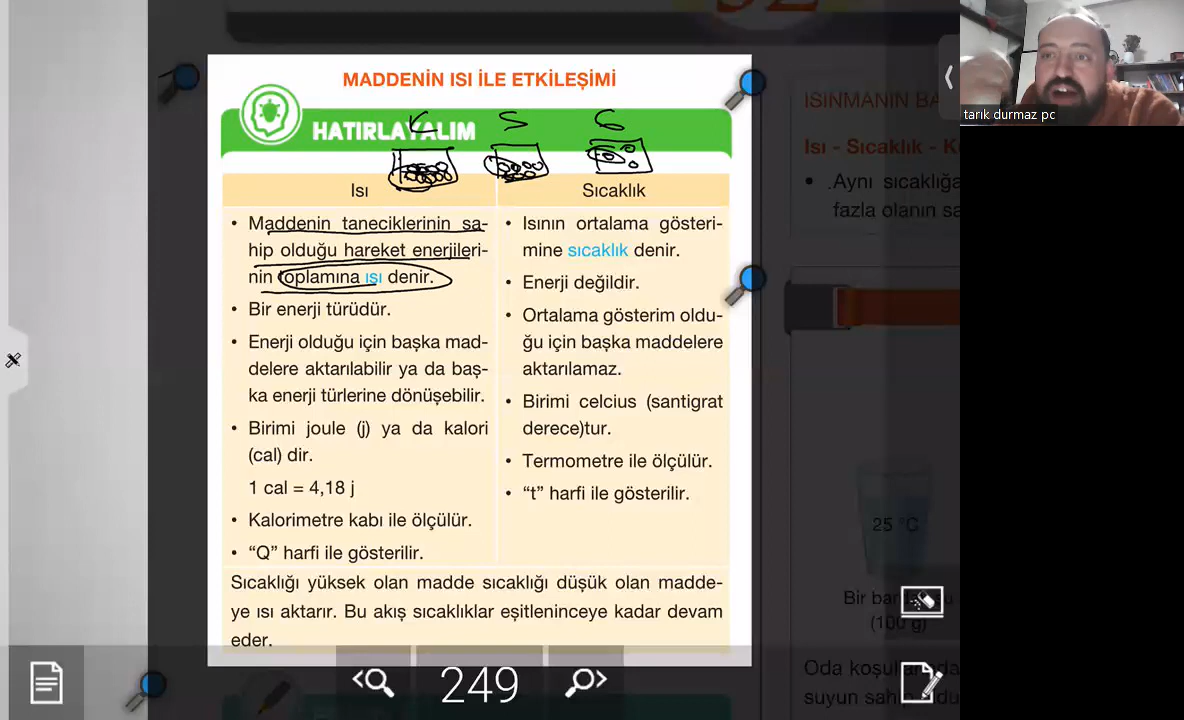 MADDENİN ISI İLE ETKİLEŞİMİ
HATIRLAYALIM
K S G
Isı
• Maddenin taneciklerinin sa-
hip olduğu hareket enerjileri-
nin toplamına ısı denir.
• Bir enerji türüdür.
• Enerji olduğu için başka mad-
delere aktarılabilir ya da baş-
ka enerji türlerine dönüşebilir.
• Birimi joule (j) ya da kalori
(cal) dir.
1 cal = 4,18 j
• Kalorimetre kabı ile ölçülür.
• “Q” harfi ile gösterilir.
Sıcaklık
• Isının ortalama gösteri-
mine sıcaklık denir.
• Enerji değildir.
• Ortalama gösterim oldu-
ğu için başka maddelere
aktarılamaz.
• Birimi celcius (santigrat
derece)tur.
• Termometre ile ölçülür.
• “t” harfi ile gösterilir.
Sıcaklığı yüksek olan madde sıcaklığı düşük olan madde-
ye ısı aktarır. Bu akış sıcaklıklar eşitleninceye kadar devam
eder.
249
ISINMANIN
Isı - Sıcaklık -
• Aynı sıcaklığa
fazla olanın
25 °C
Bir
(100 g)
Oda
suyun
tarık durmaz pc